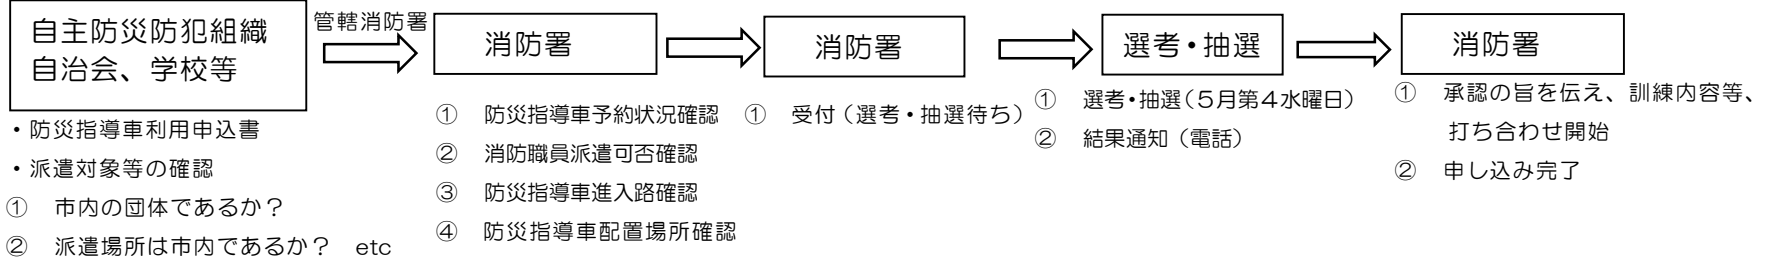 自主防災防犯組織
自治会、学校等
・防災指導車利用申込書
・派遣対象等の確認
① 市内の団体であるか？
② 派遣場所は市内であるか？ etc
管轄消防署
消防署
① 防災指導車予約状況確認
② 消防職員派遣可否確認
③ 防災指導車進入路確認
④ 防災指導車配置場所確認
消防署
① 受付（選考・抽選待ち）
選考・抽選
① 選考・抽選（５月第４水曜日）
② 結果通知（電話）
消防署
① 承認の旨を伝え、訓練内容等、
打ち合わせ開始
② 申し込み完了